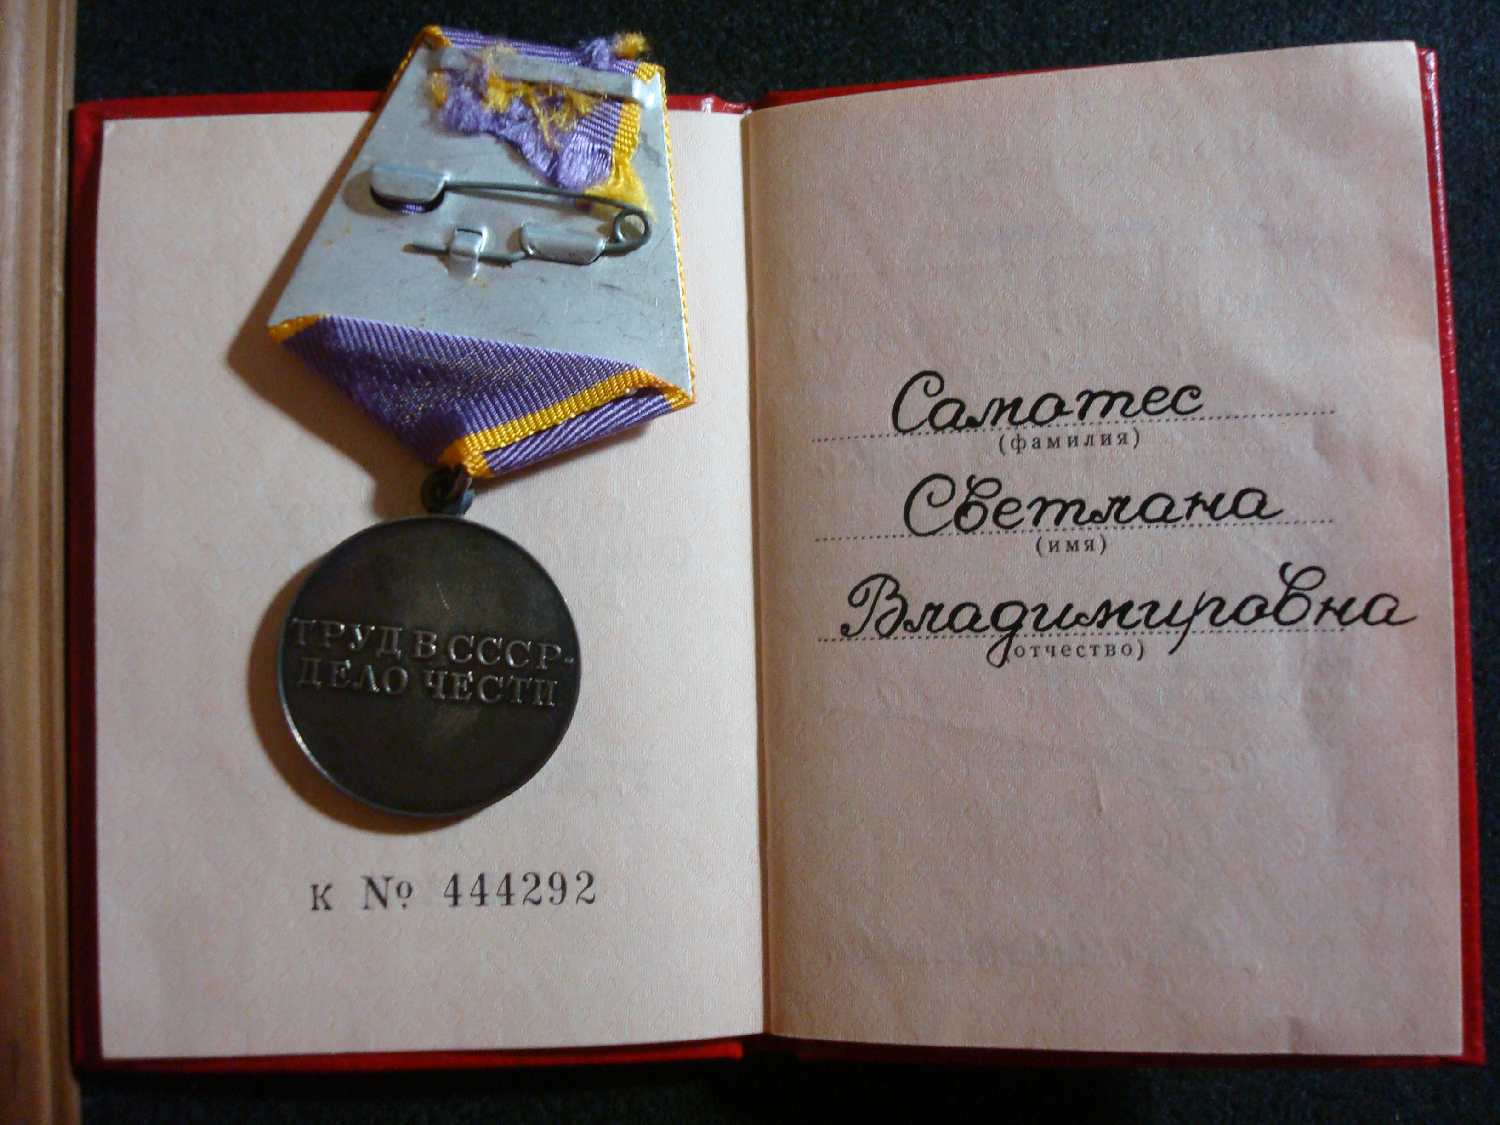 ТРУД В СССР-
ДЕЛО ЧЕСТИ
К № 444292
Самотес
(фамилия)
Светлана
(имя)
Владимировна
(отчество)